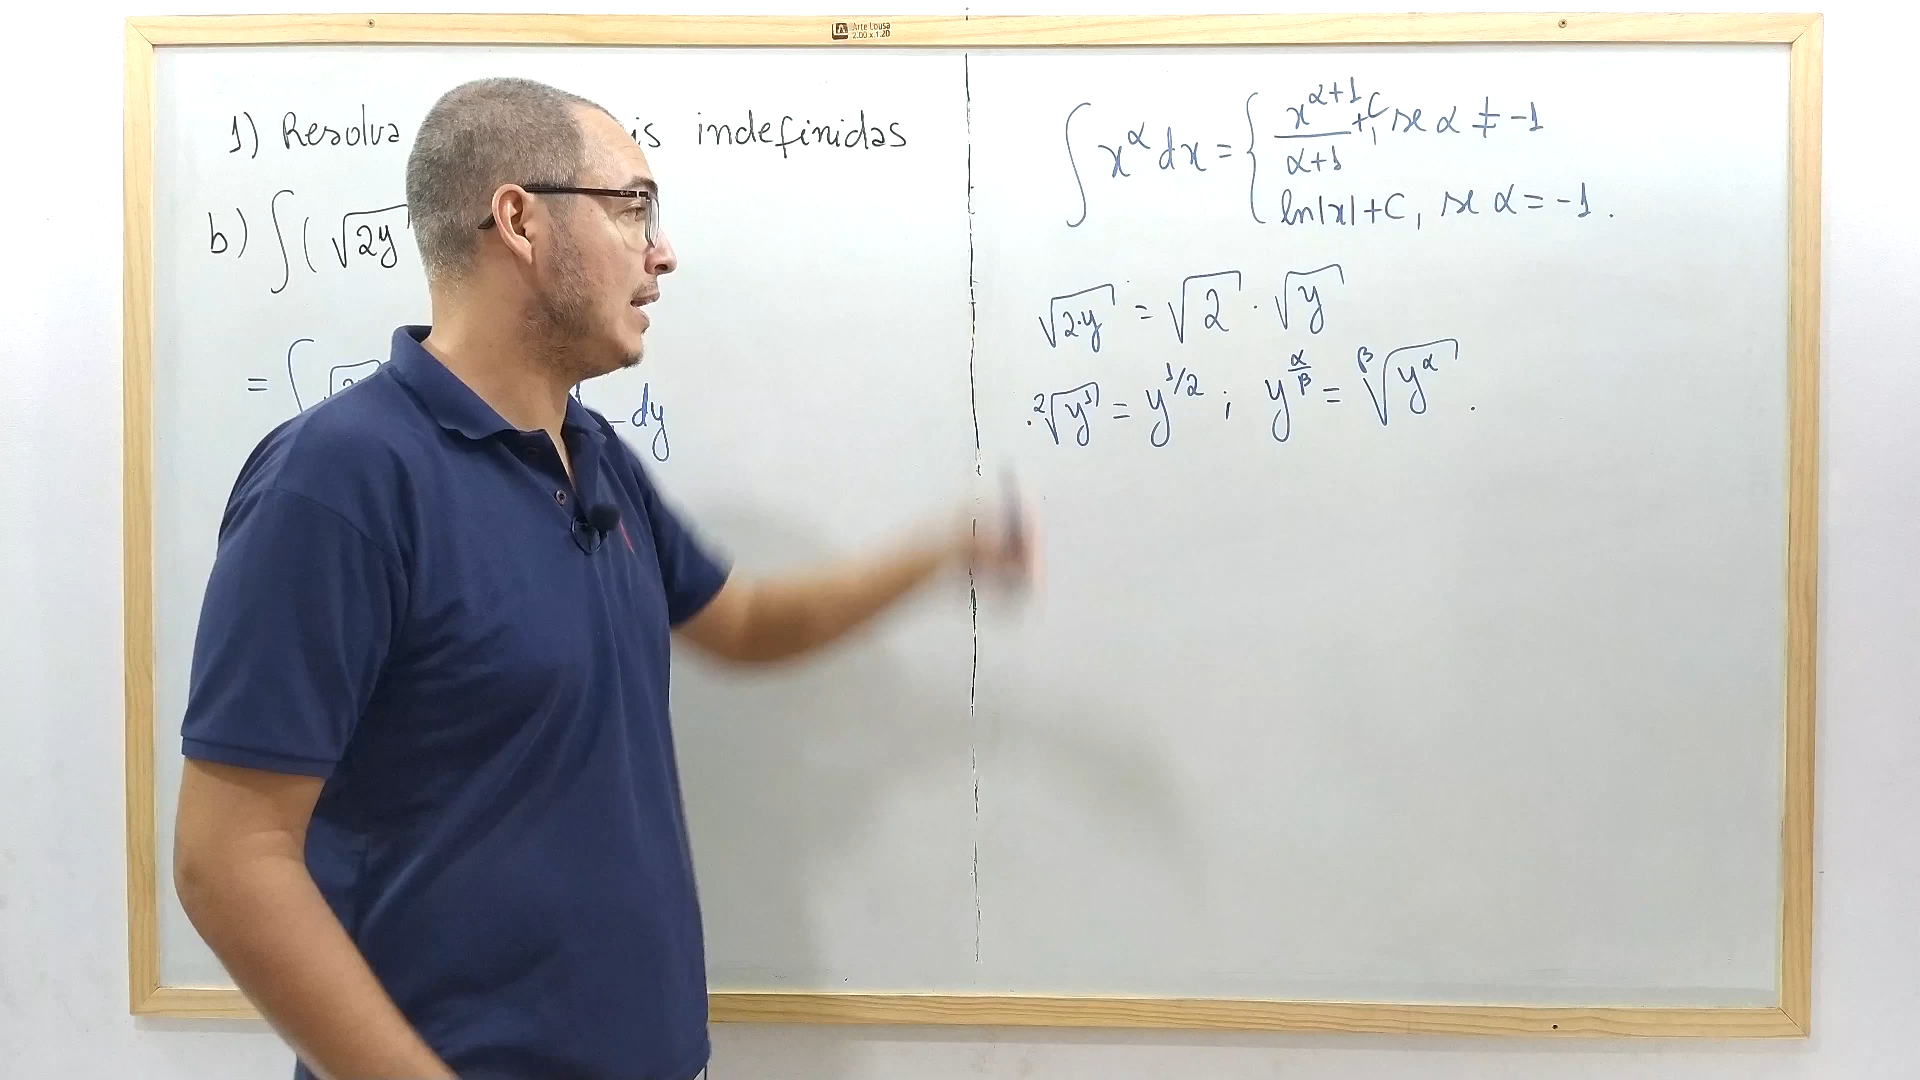 Arte Lousa
2.00 x 1.20
1) Resolva is indefinidas
b) ∫ ( √2y
= ∫ dy
∫ x^α dx = { x^(α+1)/(α+1) + C, se α ≠ -1
ln|x| + C, se α = -1.
√2·y = √2 · √y
· ²√y¹ = y^1/2 ; y^(α/β) = ᵝ√y^α .